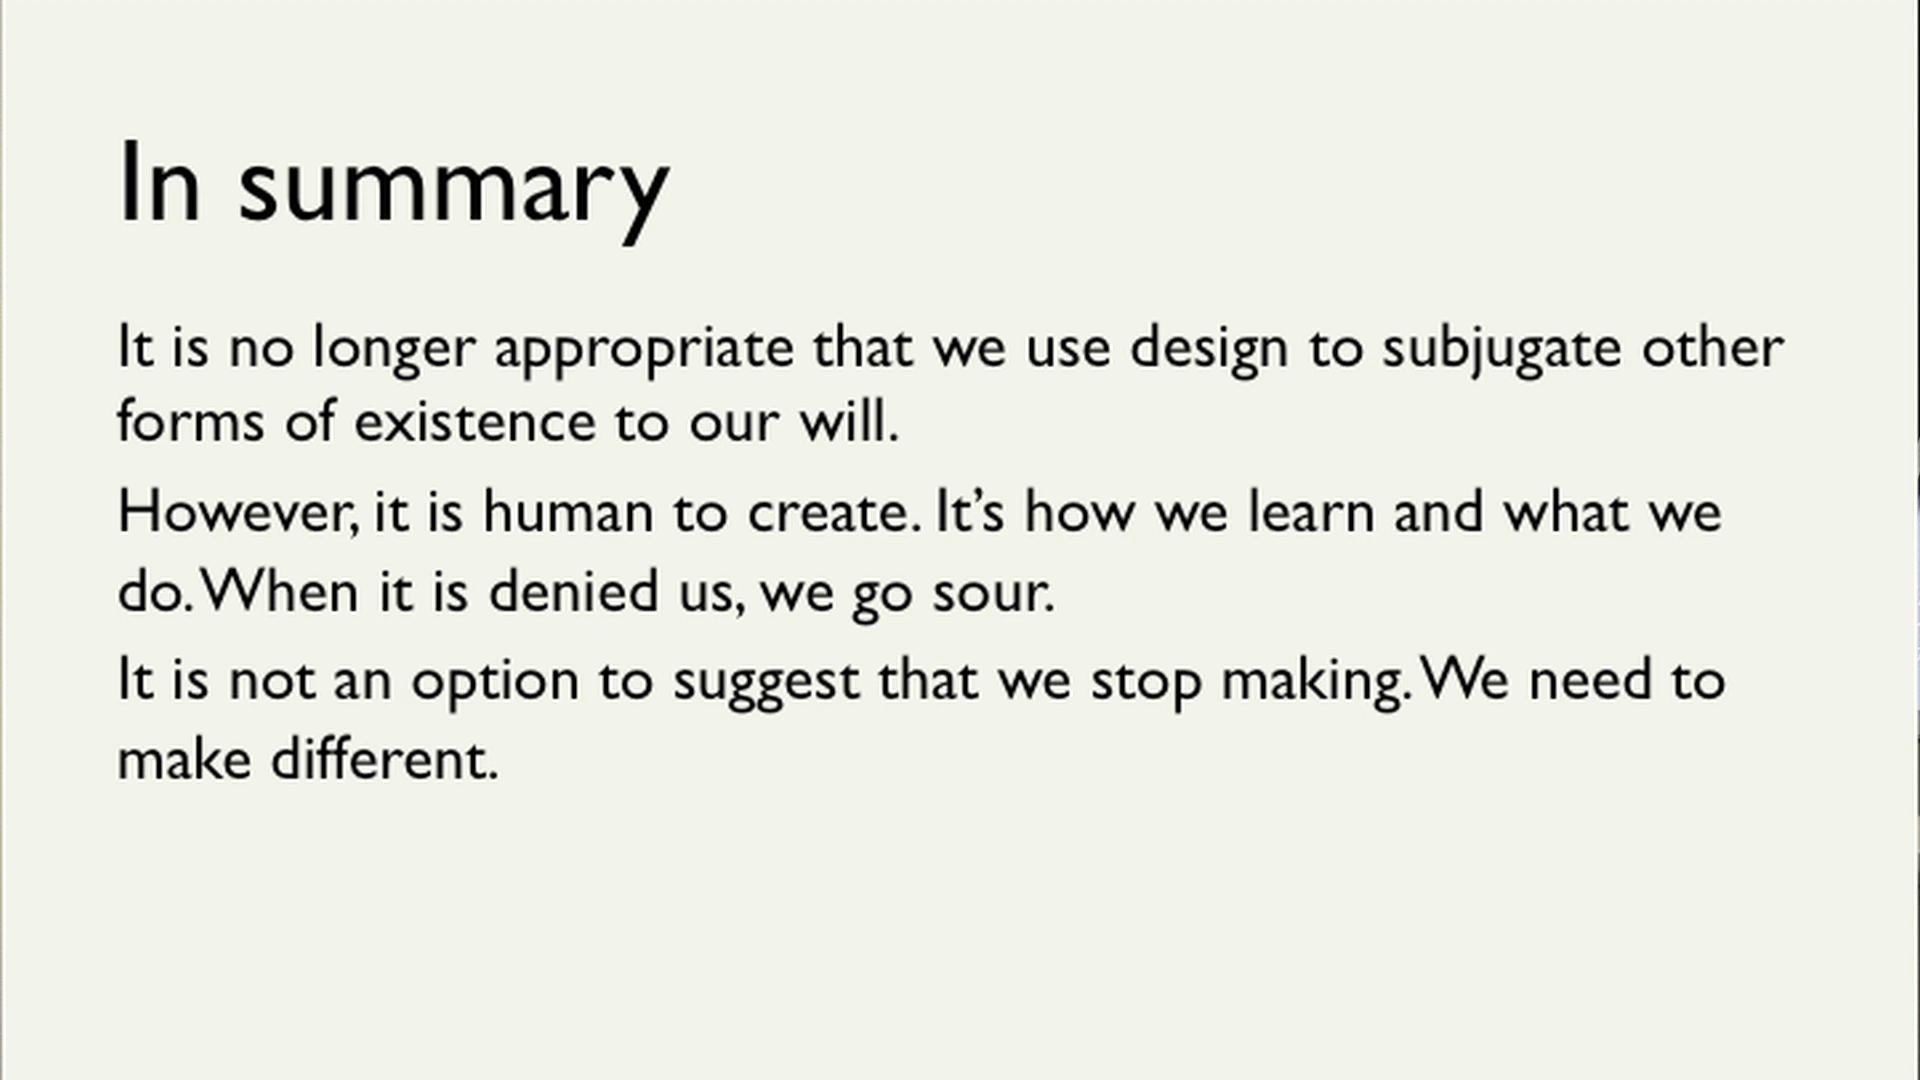 In summary
It is no longer appropriate that we use design to subjugate other
forms of existence to our will.
However, it is human to create. It’s how we learn and what we
do. When it is denied us, we go sour.
It is not an option to suggest that we stop making. We need to
make different.